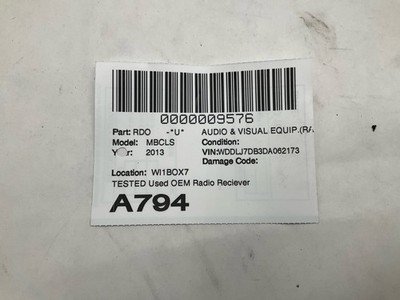 0000009576
Part: RDO -"U" AUDIO & VISUAL EQUIP.(R/
Model: MBCLS Condition:
Year: 2013 VIN:WDDLJ7DB3DA062173
Damage Code:
Location: WI1BOX7
TESTED Used OEM Radio Reciever
A794